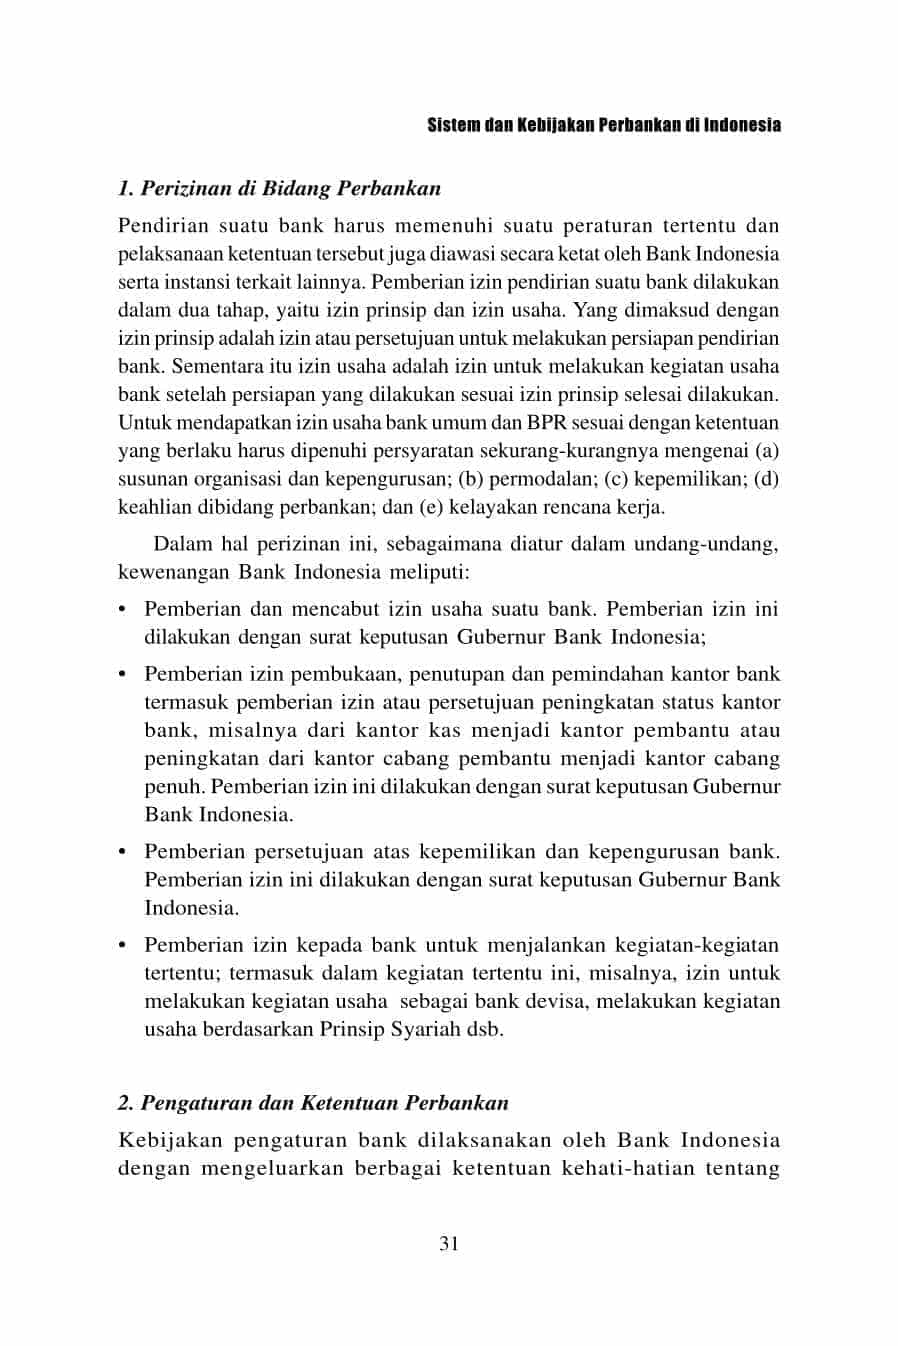 Sistem dan Kebijakan Perbankan di Indonesia
1. Perizinan di Bidang Perbankan
Pendirian suatu bank harus memenuhi suatu peraturan tertentu dan
pelaksanaan ketentuan tersebut juga diawasi secara ketat oleh Bank Indonesia
serta instansi terkait lainnya. Pemberian izin pendirian suatu bank dilakukan
dalam dua tahap, yaitu izin prinsip dan izin usaha. Yang dimaksud dengan
izin prinsip adalah izin atau persetujuan untuk melakukan persiapan pendirian
bank. Sementara itu izin usaha adalah izin untuk melakukan kegiatan usaha
bank setelah persiapan yang dilakukan sesuai izin prinsip selesai dilakukan.
Untuk mendapatkan izin usaha bank umum dan BPR sesuai dengan ketentuan
yang berlaku harus dipenuhi persyaratan sekurang-kurangnya mengenai (a)
susunan organisasi dan kepengurusan; (b) permodalan; (c) kepemilikan; (d)
keahlian dibidang perbankan; dan (e) kelayakan rencana kerja.
Dalam hal perizinan ini, sebagaimana diatur dalam undang-undang,
kewenangan Bank Indonesia meliputi:
• Pemberian dan mencabut izin usaha suatu bank. Pemberian izin ini
dilakukan dengan surat keputusan Gubernur Bank Indonesia;
• Pemberian izin pembukaan, penutupan dan pemindahan kantor bank
termasuk pemberian izin atau persetujuan peningkatan status kantor
bank, misalnya dari kantor kas menjadi kantor pembantu atau
peningkatan dari kantor cabang pembantu menjadi kantor cabang
penuh. Pemberian izin ini dilakukan dengan surat keputusan Gubernur
Bank Indonesia.
• Pemberian persetujuan atas kepemilikan dan kepengurusan bank.
Pemberian izin ini dilakukan dengan surat keputusan Gubernur Bank
Indonesia.
• Pemberian izin kepada bank untuk menjalankan kegiatan-kegiatan
tertentu; termasuk dalam kegiatan tertentu ini, misalnya, izin untuk
melakukan kegiatan usaha sebagai bank devisa, melakukan kegiatan
usaha berdasarkan Prinsip Syariah dsb.
2. Pengaturan dan Ketentuan Perbankan
Kebijakan pengaturan bank dilaksanakan oleh Bank Indonesia
dengan mengeluarkan berbagai ketentuan kehati-hatian tentang
31